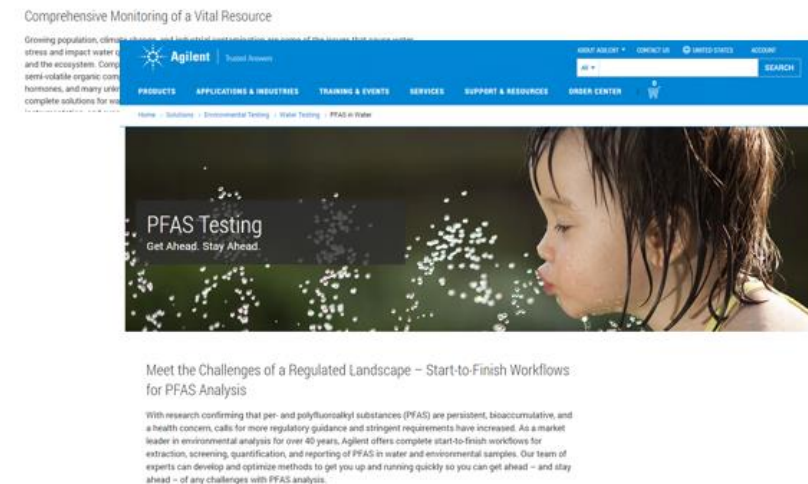 Comprehensive Monitoring of a Vital Resource
Growing population, climate change, and industrial contamination are some of the issues that cause water
stress and impact water
and the ecosystem. Comp
semi-volatile organic com
hormones, and many
complete solutions for
Agilent | Trusted Answers
ABOUT AGILENT CONTACT US UNITED STATES ACCOUNT
All SEARCH
PRODUCTS APPLICATIONS & INDUSTRIES TRAINING & EVENTS SERVICES SUPPORT & RESOURCES ORDER CENTER 0
Home › Solutions › Environmental Testing › Water Testing › PFAS in Water
PFAS Testing
Get Ahead. Stay Ahead.
Meet the Challenges of a Regulated Landscape – Start-to-Finish Workflows
for PFAS Analysis
With research confirming that per- and polyfluoroalkyl substances (PFAS) are persistent, bioaccumulative, and
a health concern, calls for more regulatory guidance and stringent requirements have increased. As a market
leader in environmental analysis for over 40 years, Agilent offers complete start-to-finish workflows for
extraction, screening, quantification, and reporting of PFAS in water and environmental samples. Our team of
experts can develop and optimize methods to get you up and running quickly so you can get ahead – and stay
ahead – of any challenges with PFAS analysis.